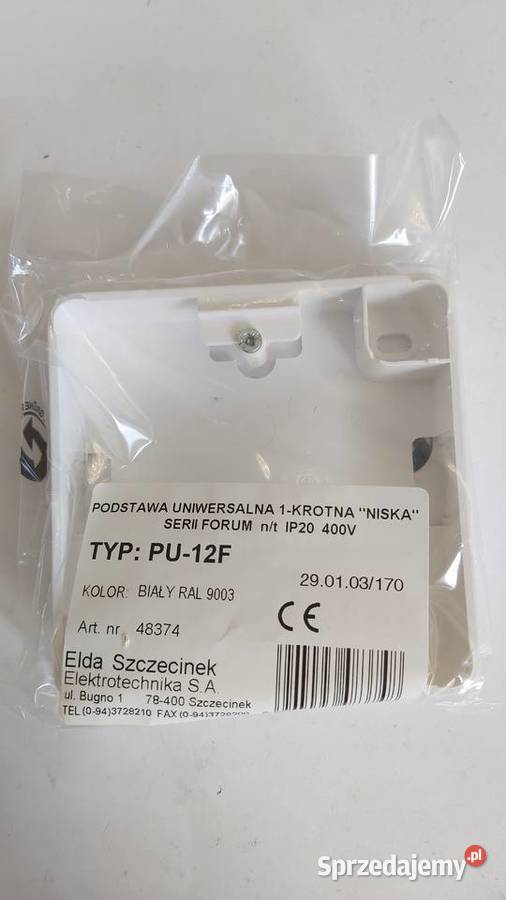 PODSTAWA UNIWERSALNA 1-KROTNA "NISKA"
SERII FORUM n/t IP20 400V
TYP: PU-12F
KOLOR: BIAŁY RAL 9003
29.01.03/170
Art. nr 48374
CE
Elda Szczecinek
Elektrotechnika S.A.
ul. Bugno 1 78-400 Szczecinek
TEL(0-94)3728210 FAX(0-94)3728200
Sprzedajemy.pl